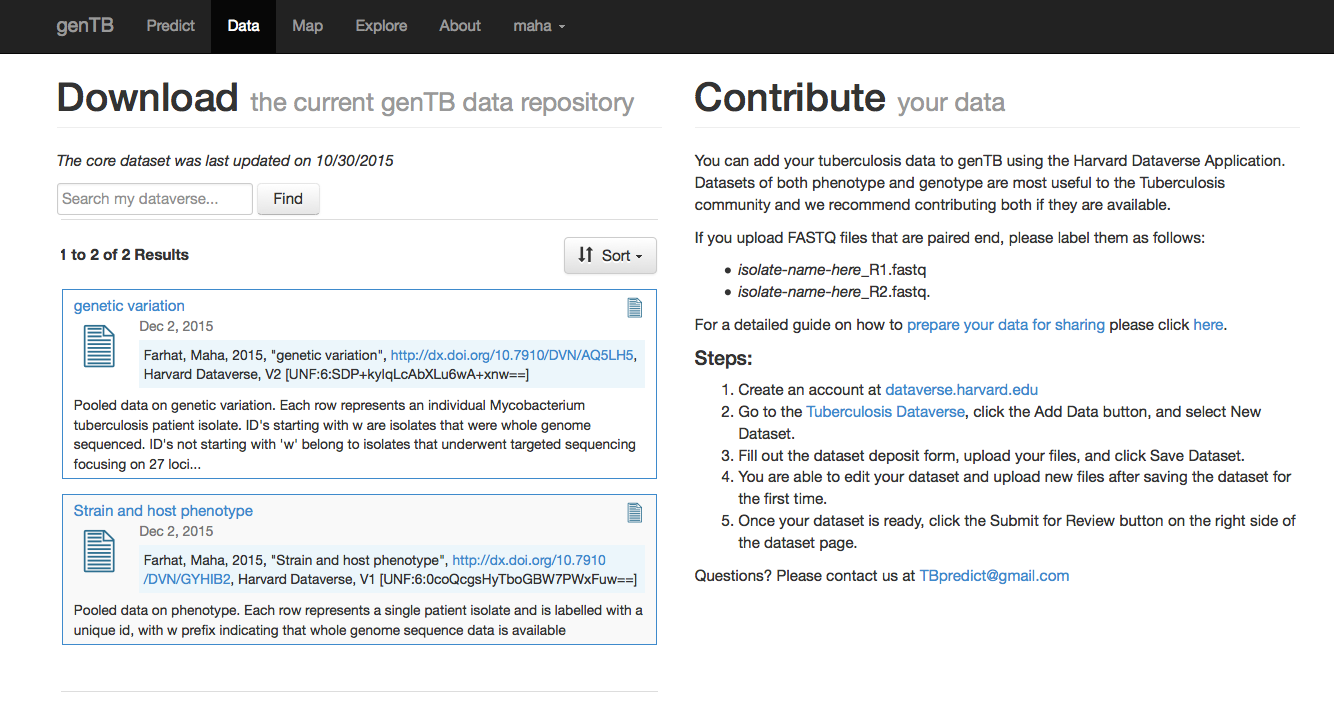 genTB Predict Data Map Explore About maha
Download the current genTB data repository
The core dataset was last updated on 10/30/2015
Search my dataverse... Find
1 to 2 of 2 Results
Sort
genetic variation
Dec 2, 2015
Farhat, Maha, 2015, "genetic variation", http://dx.doi.org/10.7910/DVN/AQ5LH5,
Harvard Dataverse, V2 [UNF:6:SDP+kylqLcAbXLu6wA+xnw==]
Pooled data on genetic variation. Each row represents an individual Mycobacterium
tuberculosis patient isolate. ID's starting with w are isolates that were whole genome
sequenced. ID's not starting with 'w' belong to isolates that underwent targeted sequencing
focusing on 27 loci...
Strain and host phenotype
Dec 2, 2015
Farhat, Maha, 2015, "Strain and host phenotype", http://dx.doi.org/10.7910
/DVN/GYHIB2, Harvard Dataverse, V1 [UNF:6:0coQcgsHyTboGBW7PWxFuw==]
Pooled data on phenotype. Each row represents a single patient isolate and is labelled with a
unique id, with w prefix indicating that whole genome sequence data is available
Contribute your data
You can add your tuberculosis data to genTB using the Harvard Dataverse Application.
Datasets of both phenotype and genotype are most useful to the Tuberculosis
community and we recommend contributing both if they are available.
If you upload FASTQ files that are paired end, please label them as follows:
• isolate-name-here_R1.fastq
• isolate-name-here_R2.fastq.
For a detailed guide on how to prepare your data for sharing please click here.
Steps:
1. Create an account at dataverse.harvard.edu
2. Go to the Tuberculosis Dataverse, click the Add Data button, and select New
Dataset.
3. Fill out the dataset deposit form, upload your files, and click Save Dataset.
4. You are able to edit your dataset and upload new files after saving the dataset for
the first time.
5. Once your dataset is ready, click the Submit for Review button on the right side of
the dataset page.
Questions? Please contact us at TBpredict@gmail.com